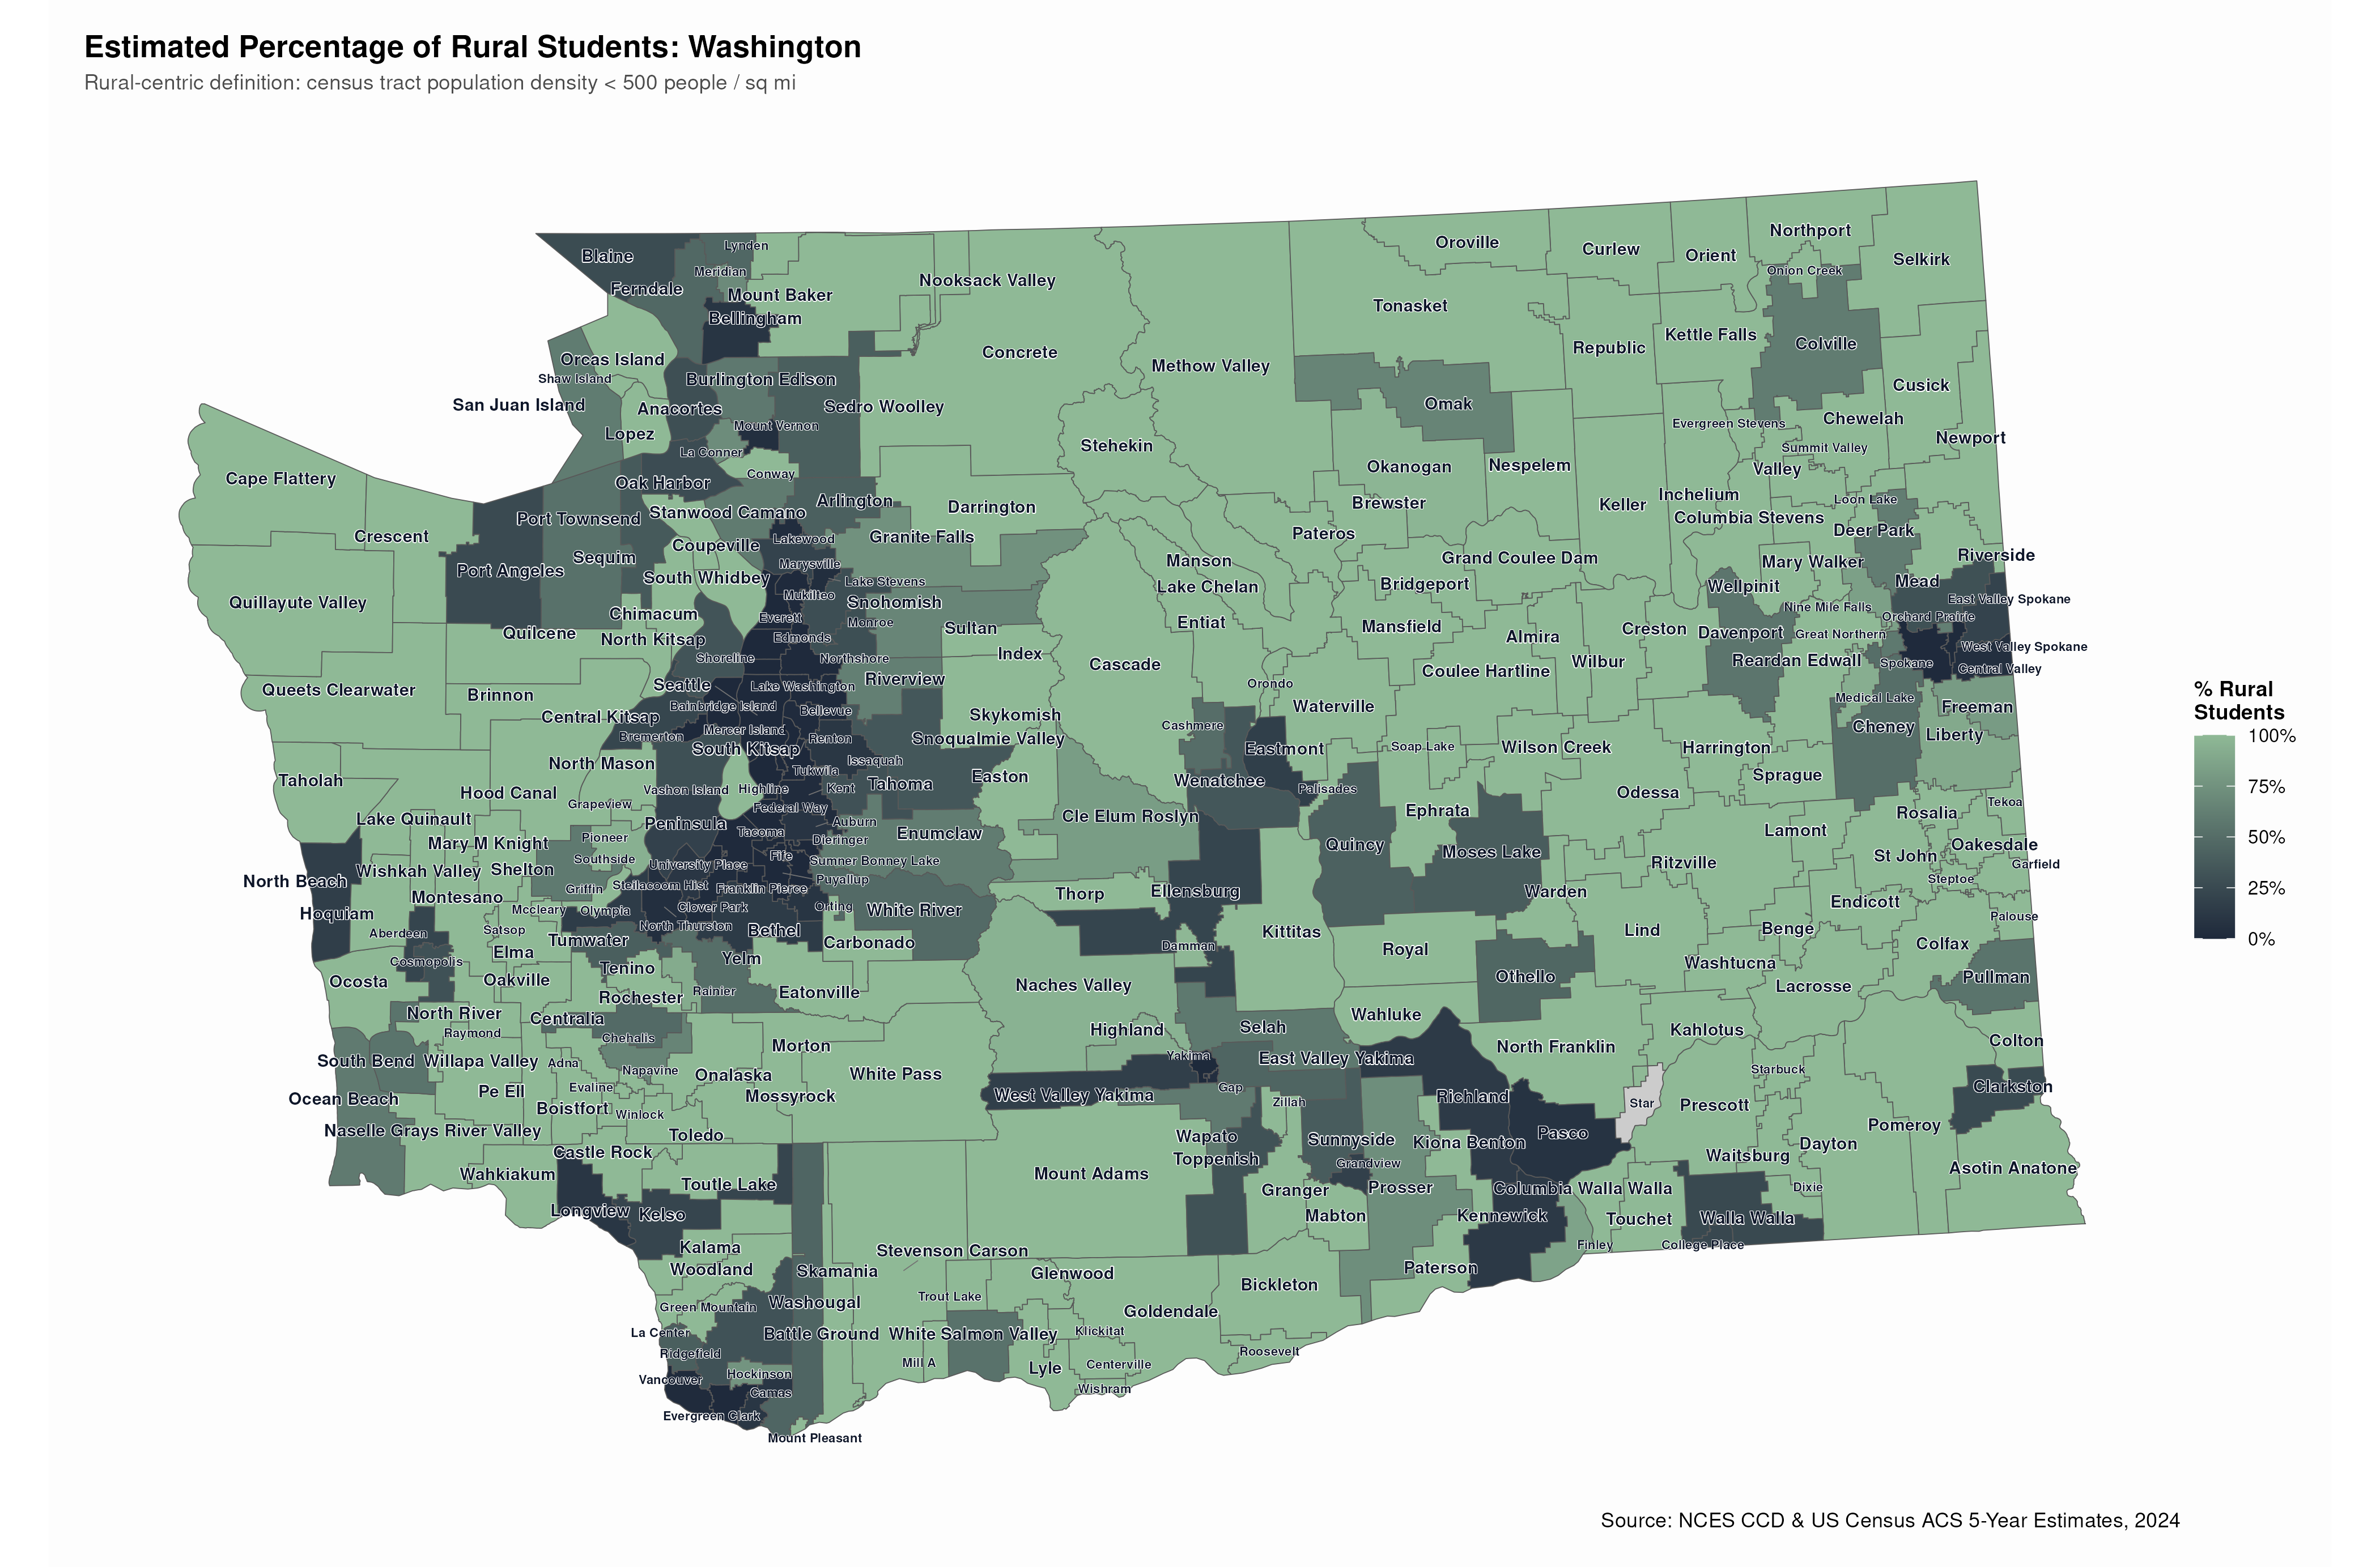 Estimated Percentage of Rural Students: Washington
Rural-centric definition: census tract population density < 500 people / sq mi
Blaine
Lynden
Meridian
Ferndale
Mount Baker
Bellingham
Nooksack Valley
Concrete
Orcas Island
Shaw Island
San Juan Island
Lopez
Anacortes
Burlington Edison
Sedro Woolley
Mount Vernon
La Conner
Conway
Oak Harbor
Stanwood Camano
Arlington
Darrington
Granite Falls
Lakewood
Marysville
Lake Stevens
Mukilteo
Snohomish
Everett
Monroe
Sultan
Edmonds
Index
Shoreline
Northshore
Riverview
Seattle
Lake Washington
Bainbridge Island
Bellevue
Skykomish
Mercer Island
Renton
Snoqualmie Valley
South Kitsap
Issaquah
Tukwila
Tahoma
Easton
Vashon Island
Highline
Kent
Federal Way
Peninsula
Tacoma
Auburn
Dieringer
Enumclaw
Fife
University Place
Sumner Bonney Lake
Steilacoom Hist
Franklin Pierce
Puyallup
Clover Park
Orting
White River
North Thurston
Bethel
Carbonado
Yelm
Eatonville
Rainier
Cape Flattery
Crescent
Port Angeles
Port Townsend
Sequim
Coupeville
South Whidbey
Chimacum
Quilcene
North Kitsap
Quillayute Valley
Queets Clearwater
Brinnon
Central Kitsap
Bremerton
North Mason
Taholah
Hood Canal
Grapeview
Lake Quinault
Pioneer
Mary M Knight
Southside
Shelton
Wishkah Valley
North Beach
Griffin
Montesano
Hoquiam
Mccleary
Olympia
Aberdeen
Satsop
Tumwater
Elma
Cosmopolis
Tenino
Ocosta
Oakville
Rochester
North River
Centralia
Raymond
Chehalis
South Bend
Willapa Valley
Adna
Napavine
Onalaska
Morton
White Pass
Mossyrock
Pe Ell
Evaline
Ocean Beach
Boistfort
Winlock
Naselle Grays River Valley
Toledo
Castle Rock
Wahkiakum
Toutle Lake
Longview
Kelso
Kalama
Woodland
Stevenson Carson
Skamania
Green Mountain
Washougal
La Center
Battle Ground
Ridgefield
Hockinson
Vancouver
Camas
Evergreen Clark
Mount Pleasant
Trout Lake
White Salmon Valley
Mill A
Glenwood
Goldendale
Klickitat
Lyle
Centerville
Wishram
Roosevelt
Bickleton
Mount Adams
Oroville
Tonasket
Curlew
Orient
Northport
Onion Creek
Selkirk
Methow Valley
Republic
Kettle Falls
Colville
Cusick
Omak
Evergreen Stevens
Chewelah
Newport
Summit Valley
Valley
Stehekin
Okanogan
Nespelem
Keller
Inchelium
Columbia Stevens
Loon Lake
Deer Park
Riverside
Brewster
Pateros
Grand Coulee Dam
Mary Walker
Manson
Lake Chelan
Bridgeport
Wellpinit
Mead
East Valley Spokane
Nine Mile Falls
Orchard Prairie
Entiat
Mansfield
Almira
Creston
Davenport
Great Northern
West Valley Spokane
Cascade
Coulee Hartline
Wilbur
Reardan Edwall
Spokane
Central Valley
Orondo
Waterville
Medical Lake
Freeman
Cashmere
Cheney
Liberty
Eastmont
Soap Lake
Wilson Creek
Harrington
Sprague
Wenatchee
Palisades
Odessa
Ephrata
Rosalia
Tekoa
Cle Elum Roslyn
Lamont
Oakesdale
Quincy
Moses Lake
Ritzville
St John
Garfield
Steptoe
Thorp
Ellensburg
Warden
Endicott
Palouse
Kittitas
Lind
Benge
Colfax
Damman
Royal
Washtucna
Pullman
Othello
Lacrosse
Naches Valley
Wahluke
Highland
Selah
Kahlotus
Colton
North Franklin
Yakima
East Valley Yakima
Starbuck
Clarkston
West Valley Yakima
Gap
Richland
Zillah
Star
Prescott
Pomeroy
Wapato
Sunnyside
Kiona Benton
Pasco
Dayton
Toppenish
Grandview
Waitsburg
Asotin Anatone
Granger
Prosser
Columbia Walla Walla
Dixie
Mabton
Kennewick
Touchet
Walla Walla
Finley
College Place
Paterson
% Rural
Students
100%
75%
50%
25%
0%
Source: NCES CCD & US Census ACS 5-Year Estimates, 2024